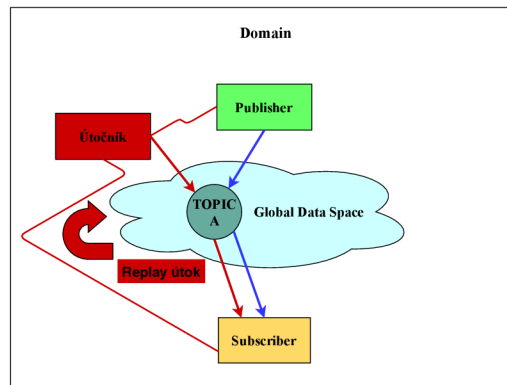 Domain
Publisher
Útočník
TOPIC
A
Global Data Space
Replay útok
Subscriber